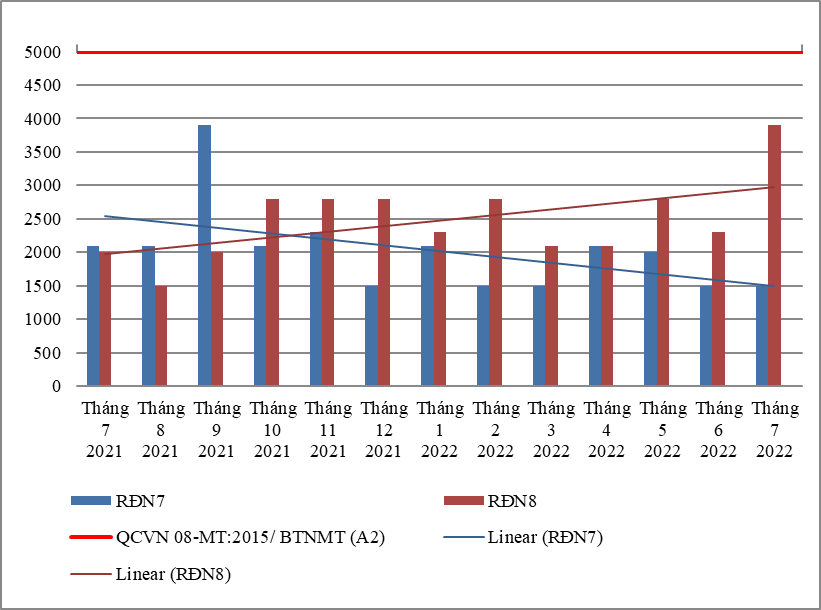 5000
4500
4000
3500
3000
2500
2000
1500
1000
500
0
Tháng Tháng Tháng Tháng Tháng Tháng Tháng Tháng Tháng Tháng Tháng Tháng Tháng
7 8 9 10 11 12 1 2 3 4 5 6 7
2021 2021 2021 2021 2021 2021 2022 2022 2022 2022 2022 2022 2022
RĐN7 RĐN8
QCVN 08-MT:2015/ BTNMT (A2) Linear (RĐN7)
Linear (RĐN8)